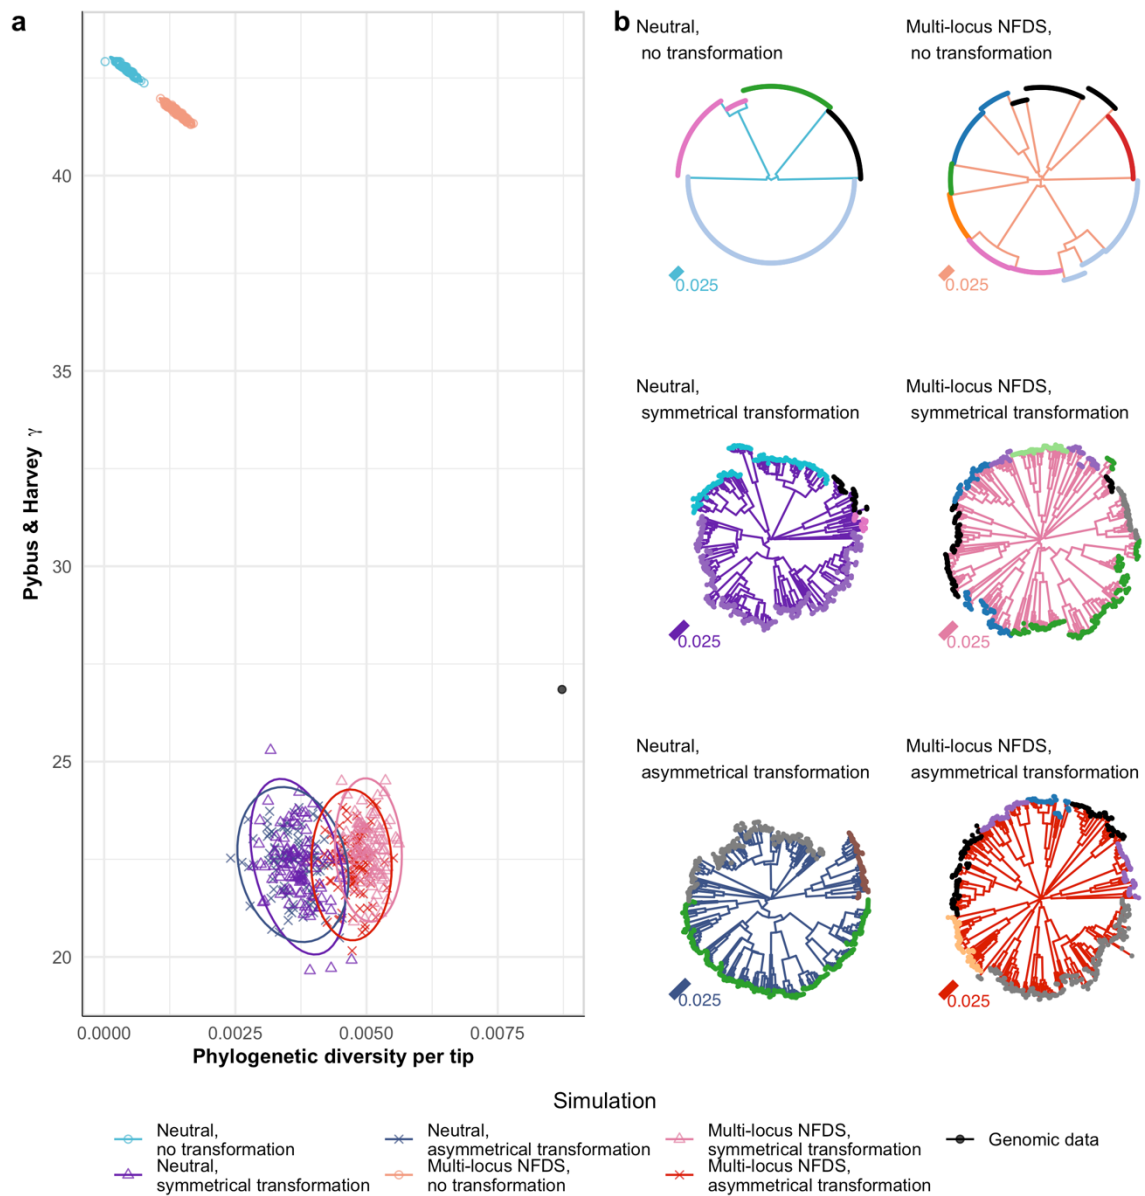 a
40
35
30
25
20
Pybus & Harvey γ
0.0000
0.0025
0.0050
0.0075
Phylogenetic diversity per tip
b
Neutral,
no transformation
0.025
Multi-locus NFDS,
no transformation
0.025
Neutral,
symmetrical transformation
0.025
Multi-locus NFDS,
symmetrical transformation
0.025
Neutral,
asymmetrical transformation
0.025
Multi-locus NFDS,
asymmetrical transformation
0.025
Simulation
Neutral,
no transformation
Neutral,
symmetrical transformation
Neutral,
asymmetrical transformation
Multi-locus NFDS,
no transformation
Multi-locus NFDS,
symmetrical transformation
Multi-locus NFDS,
asymmetrical transformation
Genomic data